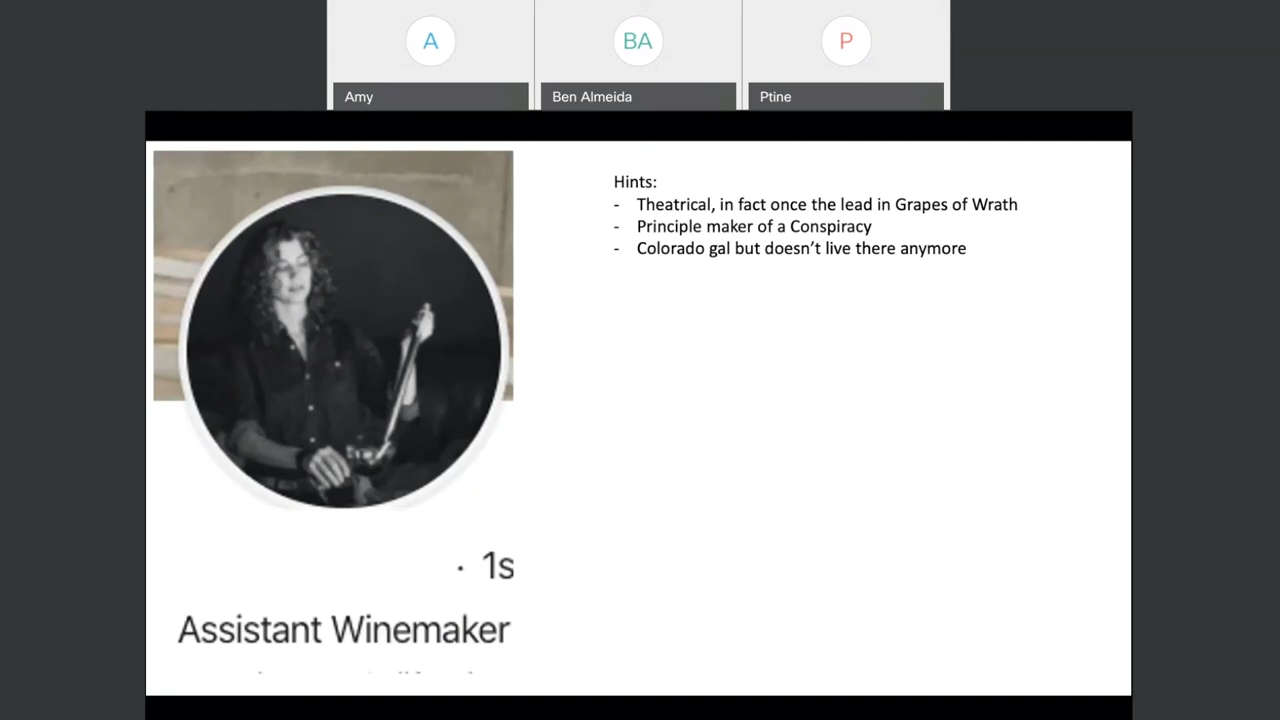 A
BA
P
Amy
Ben Almeida
Ptine
Hints:
- Theatrical, in fact once the lead in Grapes of Wrath
- Principle maker of a Conspiracy
- Colorado gal but doesn’t live there anymore
· 1s
Assistant Winemaker